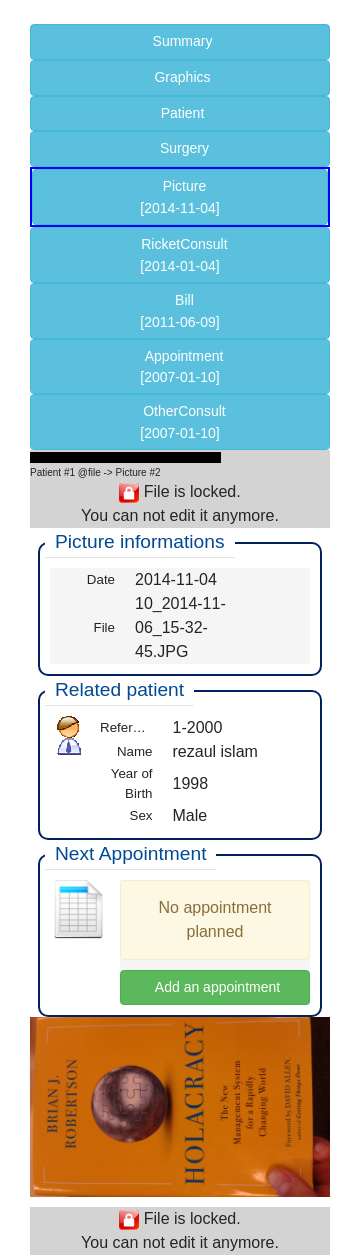 Summary
Graphics
Patient
Surgery
Picture
[2014-11-04]
RicketConsult
[2014-01-04]
Bill
[2011-06-09]
Appointment
[2007-01-10]
OtherConsult
[2007-01-10]
Patient #1 @file -> Picture #2
File is locked.
You can not edit it anymore.
Picture informations
Date 2014-11-04
File 10_2014-11-
06_15-32-
45.JPG
Related patient
Refer… 1-2000
Name rezaul islam
Year of
Birth 1998
Sex Male
Next Appointment
No appointment
planned
Add an appointment
BRIAN J.
ROBERTSON
HOLACRACY
The New
Management System
for a Rapidly
Changing World
Foreword by DAVID ALLEN,
author of Getting Things Done
File is locked.
You can not edit it anymore.